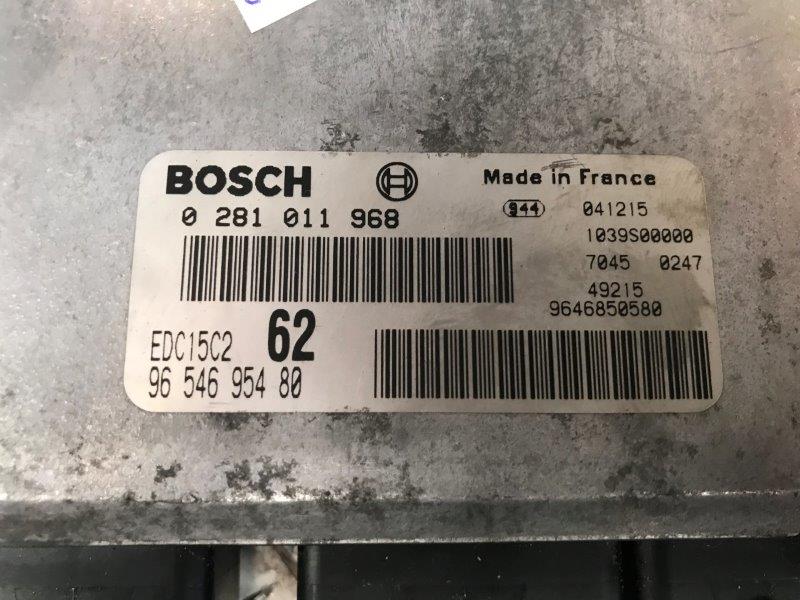 BOSCH
Made in France
0 281 011 968
944 041215
1039S00000
7045 0247
49215
9646850580
EDC15C2 62
96 546 954 80